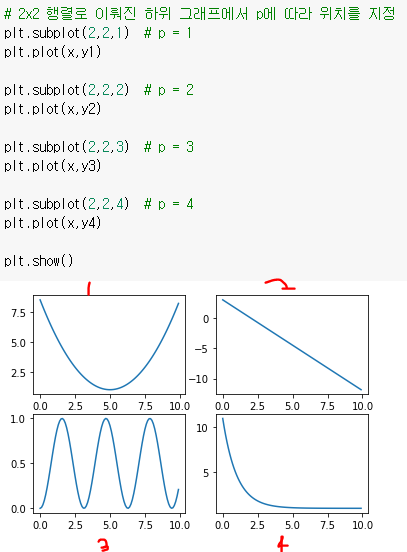 # 2x2 행렬로 이뤄진 하위 그래프에서 p에 따라 위치를 지정
plt.subplot(2,2,1)  # p = 1
plt.plot(x,y1)
plt.subplot(2,2,2)  # p = 2
plt.plot(x,y2)
plt.subplot(2,2,3)  # p = 3
plt.plot(x,y3)
plt.subplot(2,2,4)  # p = 4
plt.plot(x,y4)
plt.show()
1 2
7.5
5.0
2.5
0.0 2.5 5.0 7.5 10.0
0
-5
-10
0.0 2.5 5.0 7.5 10.0
1.0
0.5
0.0
0.0 2.5 5.0 7.5 10.0
10
5
0.0 2.5 5.0 7.5 10.0
3 4